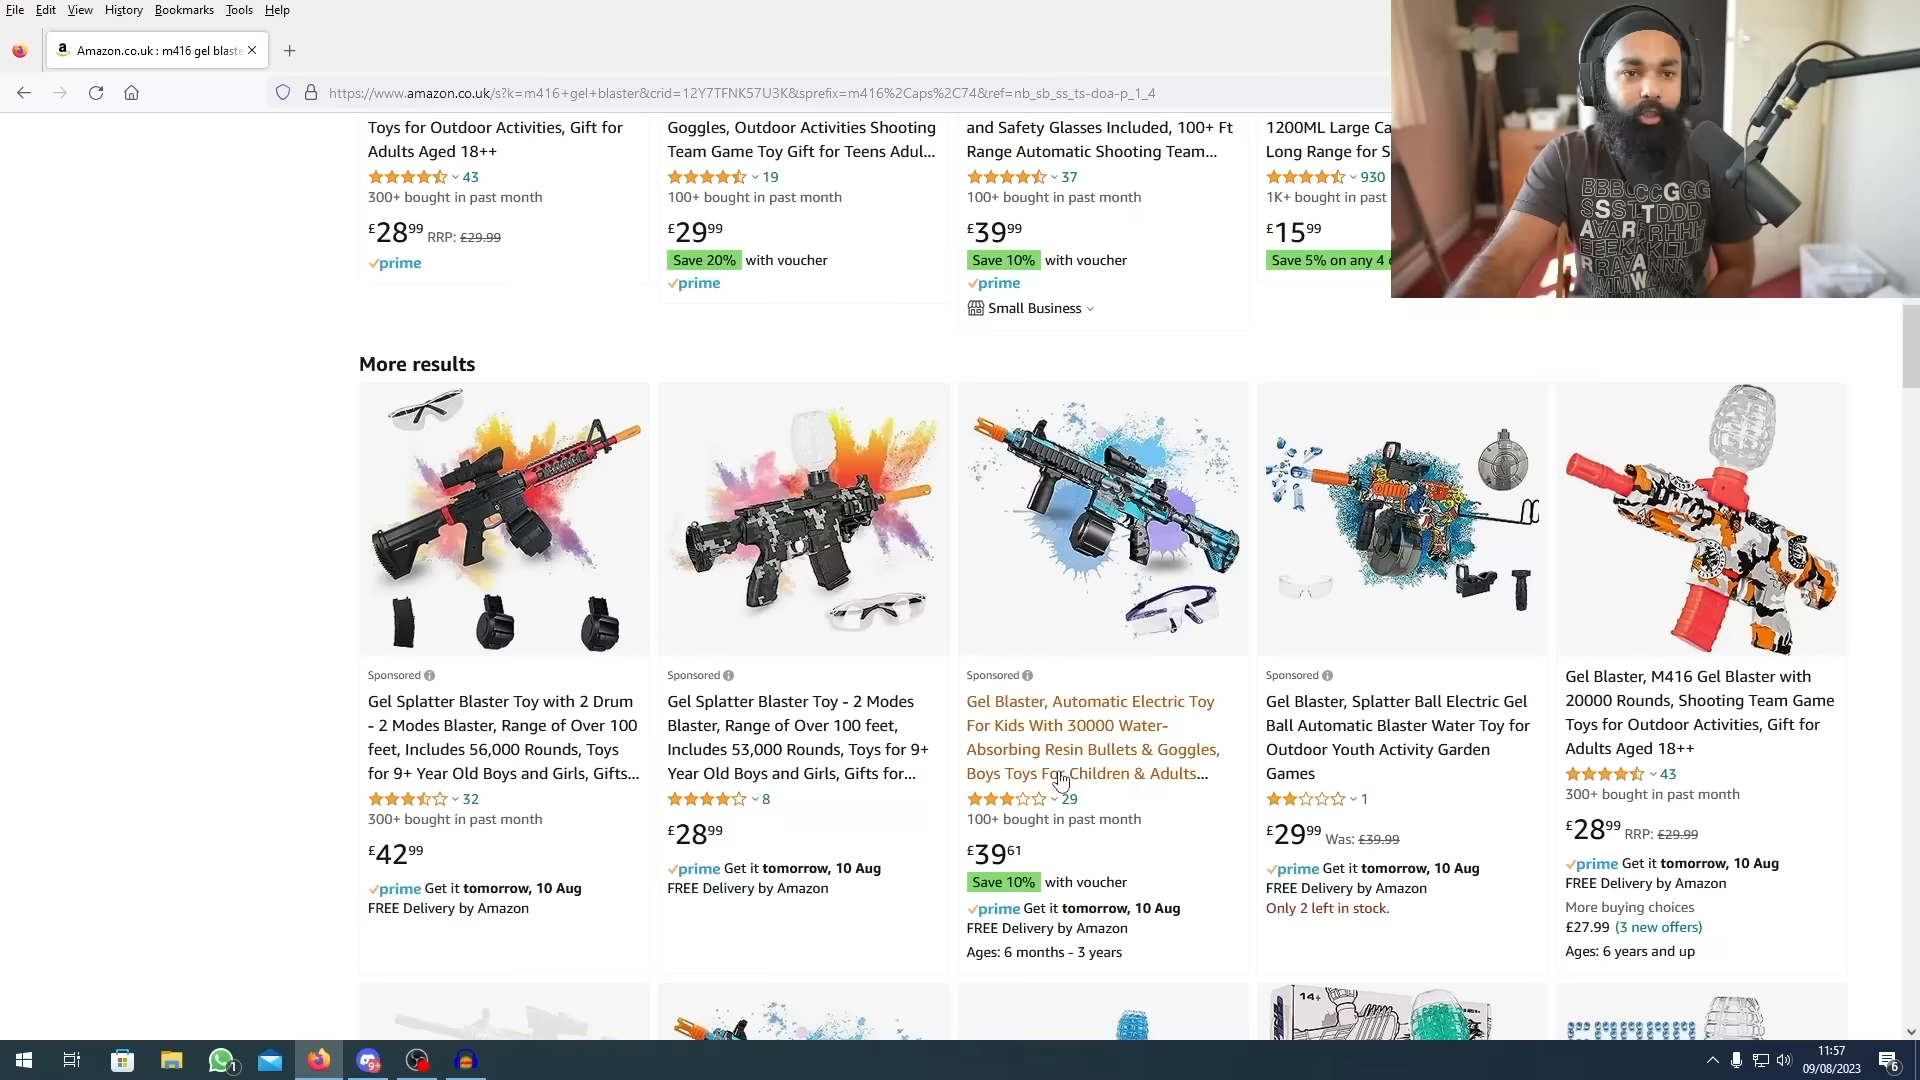 File Edit View History Bookmarks Tools Help
Amazon.co.uk : m416 gel blaste
https://www.amazon.co.uk/s?k=m416+gel+blaster&crid=12Y7TFNK57U3K&sprefix=m416%2Caps%2C74&ref=nb_sb_ss_ts-doa-p_1_4
Toys for Outdoor Activities, Gift for
Adults Aged 18++
43
300+ bought in past month
£28 99 RRP: £29.99
prime
Goggles, Outdoor Activities Shooting
Team Game Toy Gift for Teens Adul...
19
100+ bought in past month
£29 99
Save 20% with voucher
prime
and Safety Glasses Included, 100+ Ft
Range Automatic Shooting Team...
37
100+ bought in past month
£39 99
Save 10% with voucher
prime
Small Business
1200ML Large Ca
Long Range for S
930
1K+ bought in past
£15 99
Save 5% on any 4
More results
Sponsored
Gel Splatter Blaster Toy with 2 Drum
- 2 Modes Blaster, Range of Over 100
feet, Includes 56,000 Rounds, Toys
for 9+ Year Old Boys and Girls, Gifts...
32
300+ bought in past month
£42 99
prime Get it tomorrow, 10 Aug
FREE Delivery by Amazon
Sponsored
Gel Splatter Blaster Toy - 2 Modes
Blaster, Range of Over 100 feet,
Includes 53,000 Rounds, Toys for 9+
Year Old Boys and Girls, Gifts for...
8
£28 99
prime Get it tomorrow, 10 Aug
FREE Delivery by Amazon
Sponsored
Gel Blaster, Automatic Electric Toy
For Kids With 30000 Water-
Absorbing Resin Bullets & Goggles,
Boys Toys For Children & Adults...
29
100+ bought in past month
£39 61
Save 10% with voucher
prime Get it tomorrow, 10 Aug
FREE Delivery by Amazon
Ages: 6 months - 3 years
Sponsored
Gel Blaster, Splatter Ball Electric Gel
Ball Automatic Blaster Water Toy for
Outdoor Youth Activity Garden
Games
1
£29 99 Was: £39.99
prime Get it tomorrow, 10 Aug
FREE Delivery by Amazon
Only 2 left in stock.
Gel Blaster, M416 Gel Blaster with
20000 Rounds, Shooting Team Game
Toys for Outdoor Activities, Gift for
Adults Aged 18++
43
300+ bought in past month
£28 99 RRP: £29.99
prime Get it tomorrow, 10 Aug
FREE Delivery by Amazon
More buying choices
£27.99 (3 new offers)
Ages: 6 years and up
14+
1
9+
11:57
09/08/2023
6